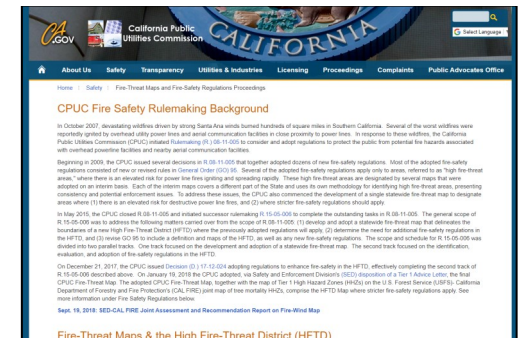 CA
.GOV
California Public
Utilities Commission
CALIFORNIA
Select Language
About Us Safety Transparency Utilities & Industries Licensing Proceedings Complaints Public Advocates Office
Home Safety Fire-Threat Maps and Fire-Safety Regulations Proceedings
CPUC Fire Safety Rulemaking Background
In October 2007, devastating wildfires driven by strong Santa Ana winds burned hundreds of square miles in Southern California. Several of the worst wildfires were
reportedly ignited by overhead utility power lines and aerial communication facilities in close proximity to power lines. In response to these wildfires, the California
Public Utilities Commission (CPUC) initiated Rulemaking (R.) 08-11-005 to consider and adopt regulations to protect the public from potential fire hazards associated
with overhead powerline facilities and nearby aerial communication facilities.
Beginning in 2009, the CPUC issued several decisions in R.08-11-005 that together adopted dozens of new fire-safety regulations. Most of the adopted fire-safety
regulations consisted of new or revised rules in General Order (GO) 95. Several of the adopted fire-safety regulations apply only to areas, referred to as "high fire-threat
areas," where there is an elevated risk for power line fires igniting and spreading rapidly. These high fire-threat areas are designated by several maps that were
adopted on an interim basis. Each of the interim maps covers a different part of the State and uses its own methodology for identifying high fire-threat areas, presenting
consistency and potential enforcement issues. To address these issues, the CPUC also commenced the development of a single statewide fire-threat map to designate
areas where (1) there is an elevated risk for destructive power line fires, and (2) where stricter fire-safety regulations should apply.
In May 2015, the CPUC closed R.08-11-005 and initiated successor rulemaking R.15-05-006 to complete the outstanding tasks in R.08-11-005. The general scope of
R.15-05-006 was to address the following matters carried over from the scope of R.08-11-005: (1) develop and adopt a statewide fire-threat map that delineates the
boundaries of a new High Fire-Threat District (HFTD) where the previously adopted regulations will apply, (2) determine the need for additional fire-safety regulations in
the HFTD, and (3) revise GO 95 to include a definition and maps of the HFTD, as well as any new fire-safety regulations. The scope and schedule for R.15-05-006 was
divided into two parallel tracks. One track focused on the development and adoption of a statewide fire-threat map. The second track focused on the identification,
evaluation, and adoption of fire-safety regulations in the HFTD.
On December 21, 2017, the CPUC issued Decision (D.) 17-12-024 adopting regulations to enhance fire-safety in the HFTD, effectively completing the second track of
R.15-05-006 described above. On January 19, 2018 the CPUC adopted, via Safety and Enforcement Division's (SED) disposition of a Tier 1 Advice Letter, the final
CPUC Fire-Threat Map. The adopted CPUC Fire-Threat Map, together with the map of Tier 1 High Hazard Zones (HHZs) on the U.S. Forest Service (USFS)- California
Department of Forestry and Fire Protection's (CAL FIRE) joint map of tree mortality HHZs, comprise the HFTD Map where stricter fire-safety regulations apply. See
more information under Fire Safety Regulations below.
Sept. 19, 2018: SED-CAL FIRE Joint Assessment and Recommendation Report on Fire-Wind Map
Fire-Threat Maps & the High Fire-Threat District (HFTD)